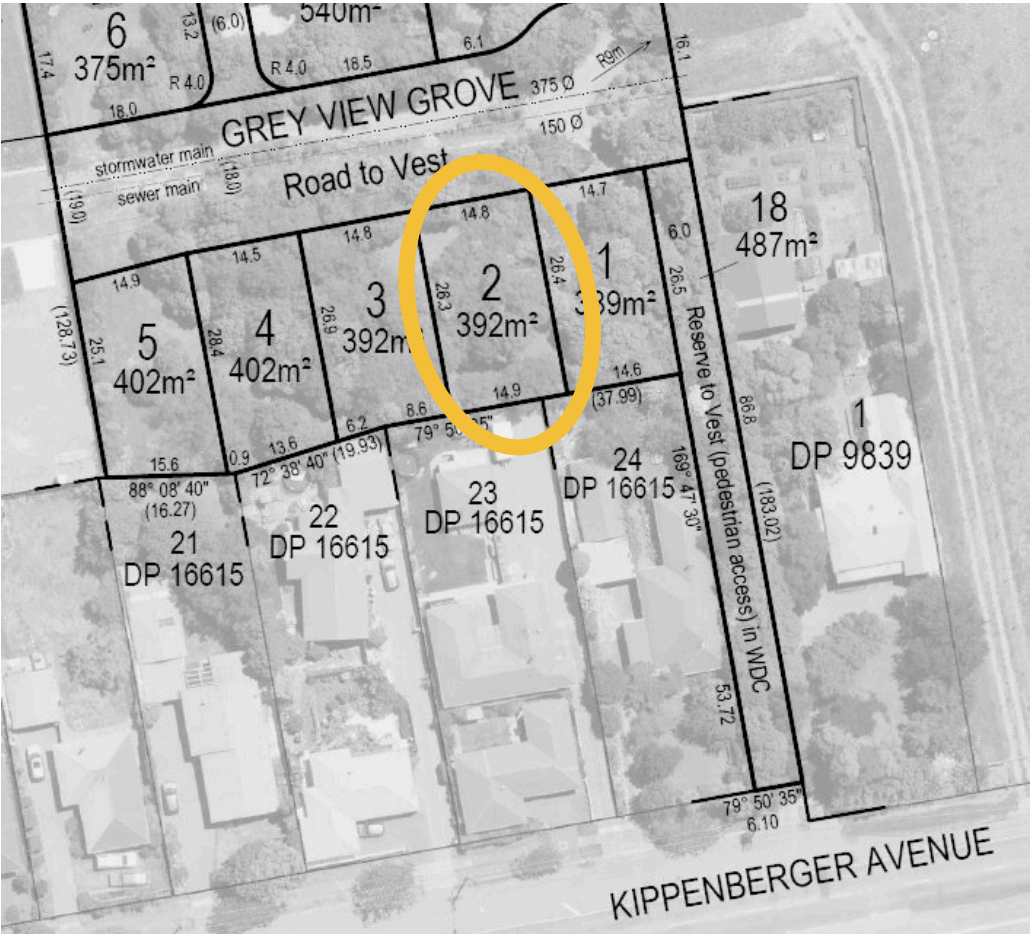 540m²
6
375m²
17.4
13.2
(6.0)
R 4.0
R 4.0
18.0
18.5
6.1
R9m
16.1
GREY VIEW GROVE
375 Ø
150 Ø
stormwater main
sewer main
(19.0)
(18.0)
Road to Vest
14.9
14.5
14.8
14.8
14.7
6.0
(128.73)
25.1
5
402m²
28.4
4
402m²
26.9
3
392m²
26.3
2
392m²
26.4
1
389m²
26.5
18
487m²
15.6
0.9
13.6
6.2
8.6
14.9
14.6
88° 08' 40"
(16.27)
72° 38' 40" (19.93)
79° 50' 35"
(37.99)
21
DP 16615
22
DP 16615
23
DP 16615
24
DP 16615
169° 47' 30"
53.72
Reserve to Vest (pedestrian access) in WDC
86.8
(183.02)
1
DP 9839
79° 50' 35"
6.10
KIPPENBERGER AVENUE